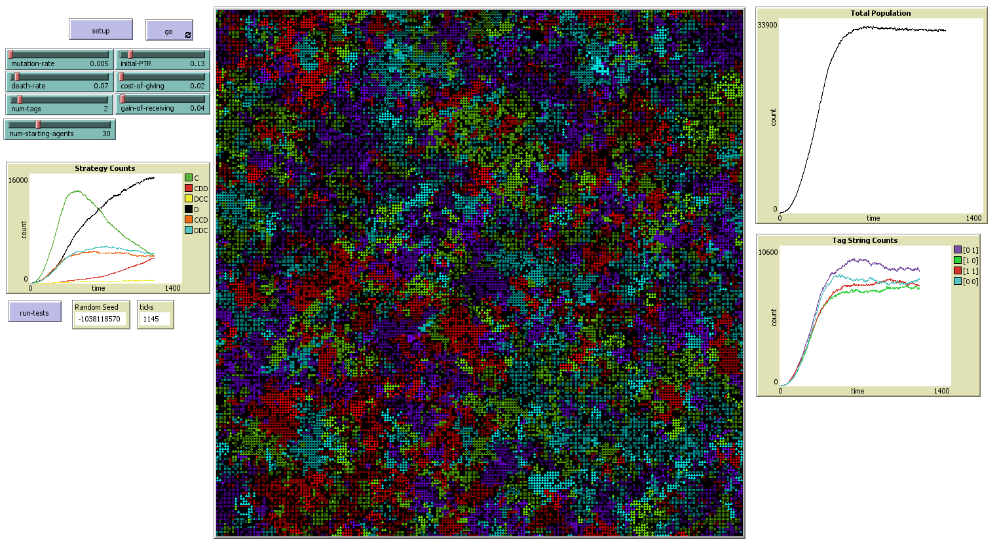 setup
go
mutation-rate 0.005
initial-PTR 0.13
death-rate 0.07
cost-of-giving 0.02
num-tags 2
gain-of-receiving 0.04
num-starting-agents 30
Strategy Counts
16000
count
0
0
time
1400
C
CDD
DCC
D
CCD
DDC
run-tests
Random Seed
-1038118570
ticks
1145
Total Population
33900
count
0
0
time
1400
Tag String Counts
10600
count
0
0
time
1400
[0 1]
[1 0]
[1 1]
[0 0]